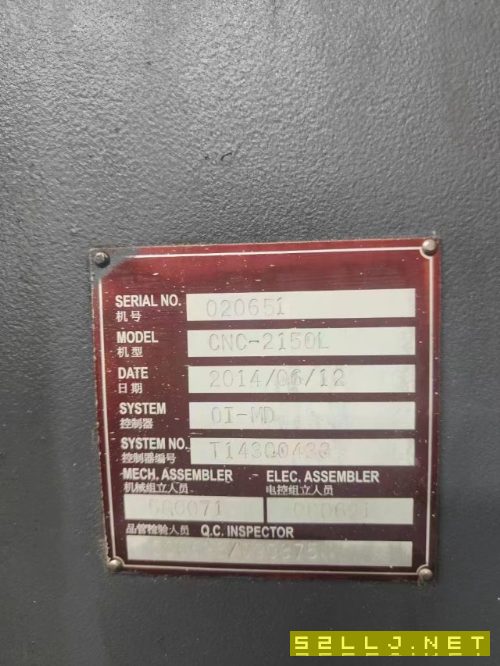 SERIAL NO. 020651
机号
MODEL CNC-2150L
机型
DATE 2014/06/12
日期
SYSTEM 0I-MD
控制器
SYSTEM NO.
控制器编号
MECH. ASSEMBLER ELEC. ASSEMBLER
机械组立人员 电控组立人员
品管检验人员 Q.C. INSPECTOR
52LLJ.NET